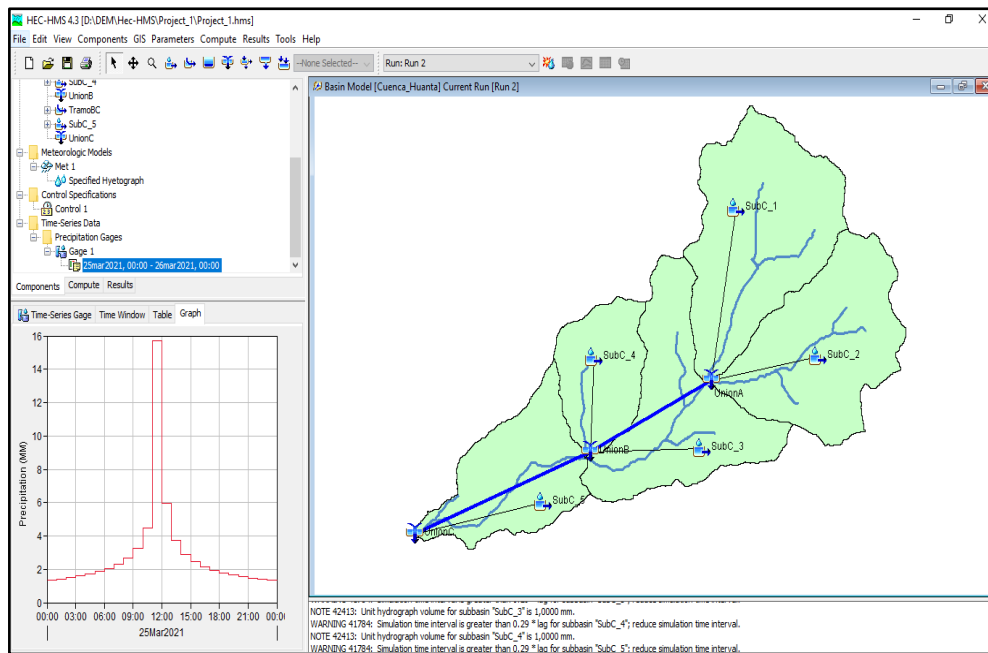 HEC-HMS 4.3 [D:\DEM\Hec-HMS\Project_1\Project_1.hms]
File Edit View Components GIS Parameters Compute Results Tools Help
--None Selected--
Run: Run 2
SubC_4
UnionB
TramoBC
SubC_5
UnionC
Meteorologic Models
Met 1
Specified Hyetograph
Control Specifications
Control 1
Time-Series Data
Precipitation Gages
Gage 1
25mar2021, 00:00 - 26mar2021, 00:00
Components Compute Results
Time-Series Gage Time Window Table Graph
Precipitation (MM)
16
14
12
10
8
6
4
2
0
00:00 03:00 06:00 09:00 12:00 15:00 18:00 21:00 00:0
25Mar2021
Basin Model [Cuenca_Huanta] Current Run [Run 2]
SubC_1
SubC_4
SubC_2
UnionA
UnionB
SubC_3
SubC_5
UnionC
NOTE 42413: Unit hydrograph volume for subbasin "SubC_3" is 1,0000 mm.
WARNING 41784: Simulation time interval is greater than 0.29 * lag for subbasin "SubC_4"; reduce simulation time interval.
NOTE 42413: Unit hydrograph volume for subbasin "SubC_4" is 1,0000 mm.
WARNING 41784: Simulation time interval is greater than 0.29 * lag for subbasin "SubC_5"; reduce simulation time interval.